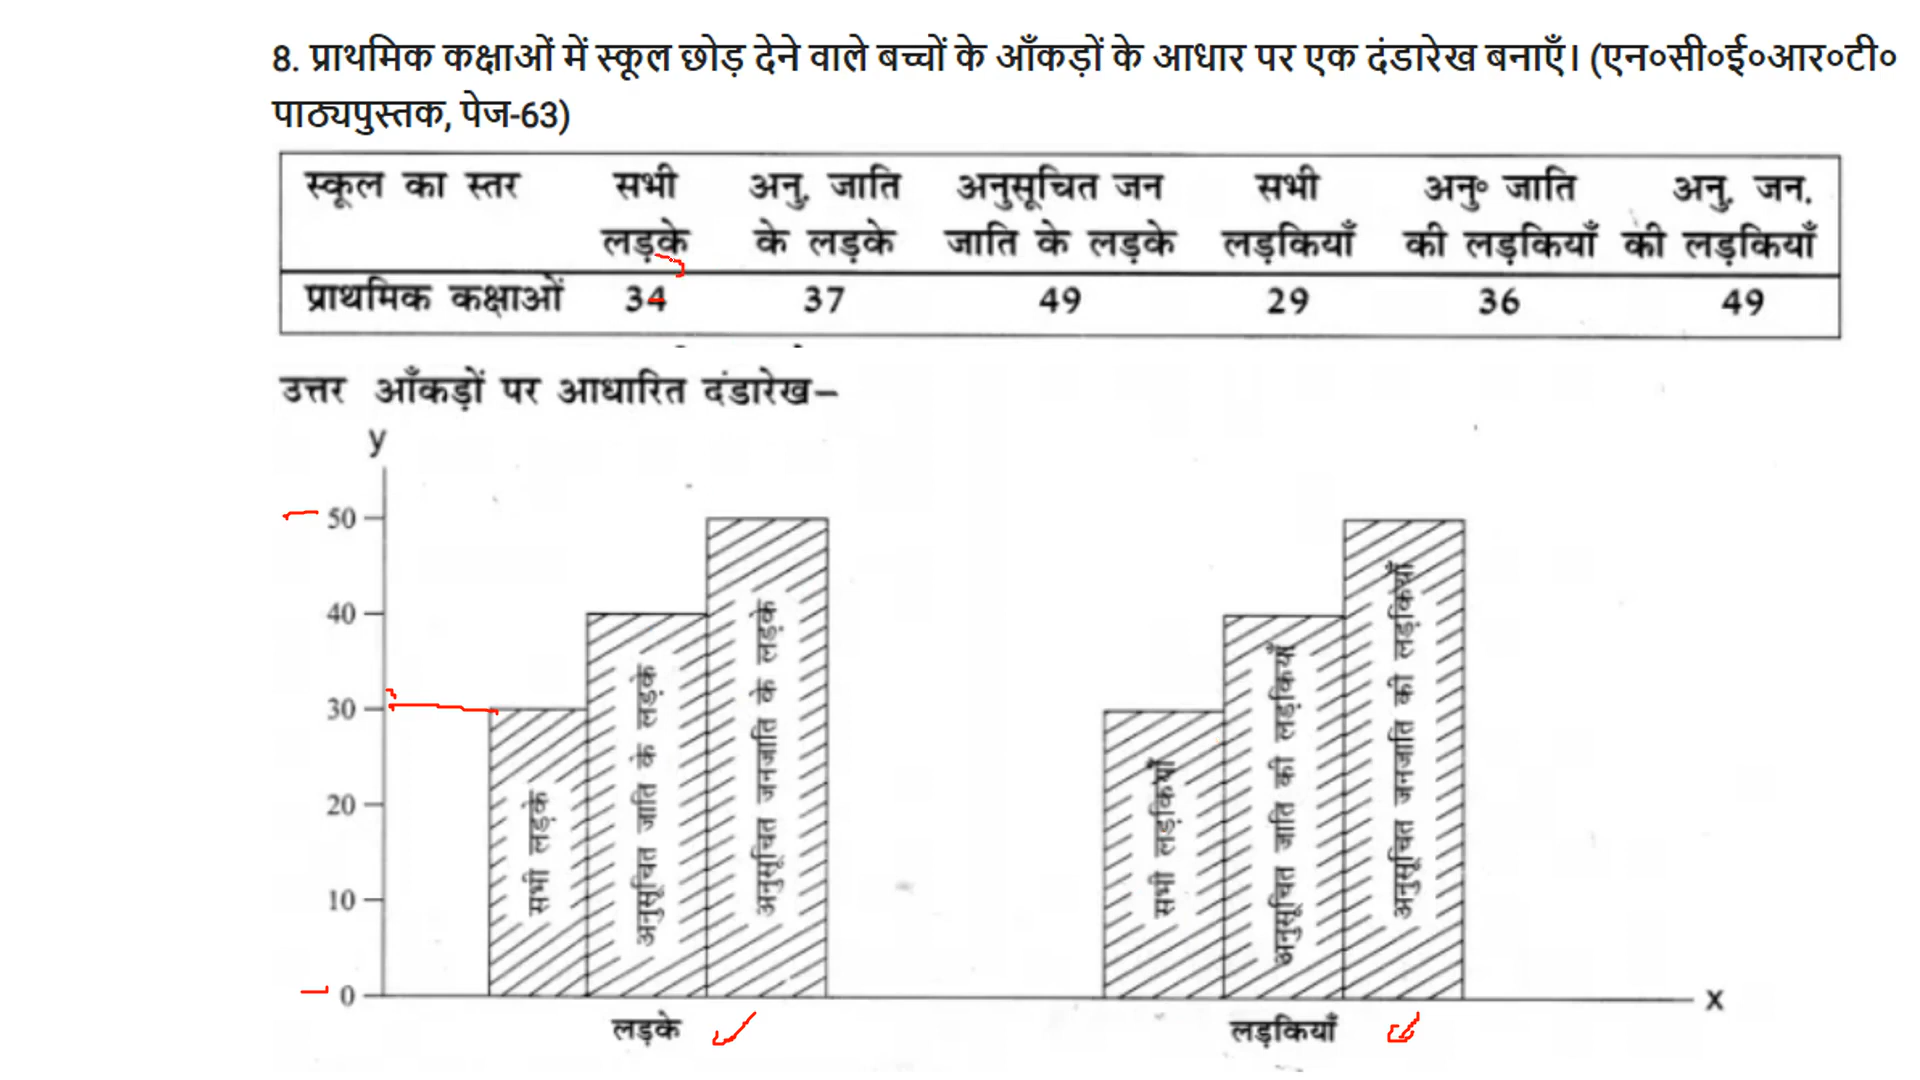 8. प्राथमिक कक्षाओं में स्कूल छोड़ देने वाले बच्चों के आँकड़ों के आधार पर एक दंडारेख बनाएँ। (एन०सी०ई०आर०टी०
पाठ्यपुस्तक, पेज-63)
स्कूल का स्तर सभी अनु. जाति अनुसूचित जन सभी अनु॰ जाति अनु. जन.
लड़के के लड़के जाति के लड़के लड़कियाँ की लड़कियाँ की लड़कियाँ
प्राथमिक कक्षाओं 34 37 49 29 36 49
उत्तर आँकड़ों पर आधारित दंडारेख–
y
50
40
30
20
10
0
सभी लड़के
अनुसूचित जाति के लड़के
अनुसूचित जनजाति के लड़के
सभी लड़कियाँ
अनुसूचित जाति की लड़कियाँ
अनुसूचित जनजाति की लड़कियाँ
x
लड़के लड़कियाँ